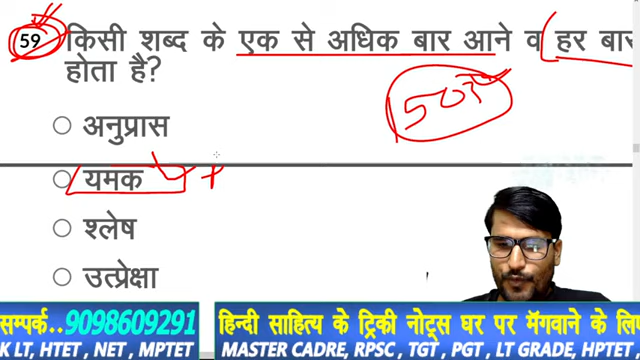 59 किसी शब्द के एक से अधिक बार आने व हर बार
होता है?
अनुप्रास
यमक
श्लेष
उत्प्रेक्षा
सम्पर्क..9098609291 हिन्दी साहित्य के ट्रिकी नोट्स घर पर मँगवाने के लि
K LT, HTET, NET, MPTET MASTER CADRE, RPSC, TGT, PGT, LT GRADE, HPTET